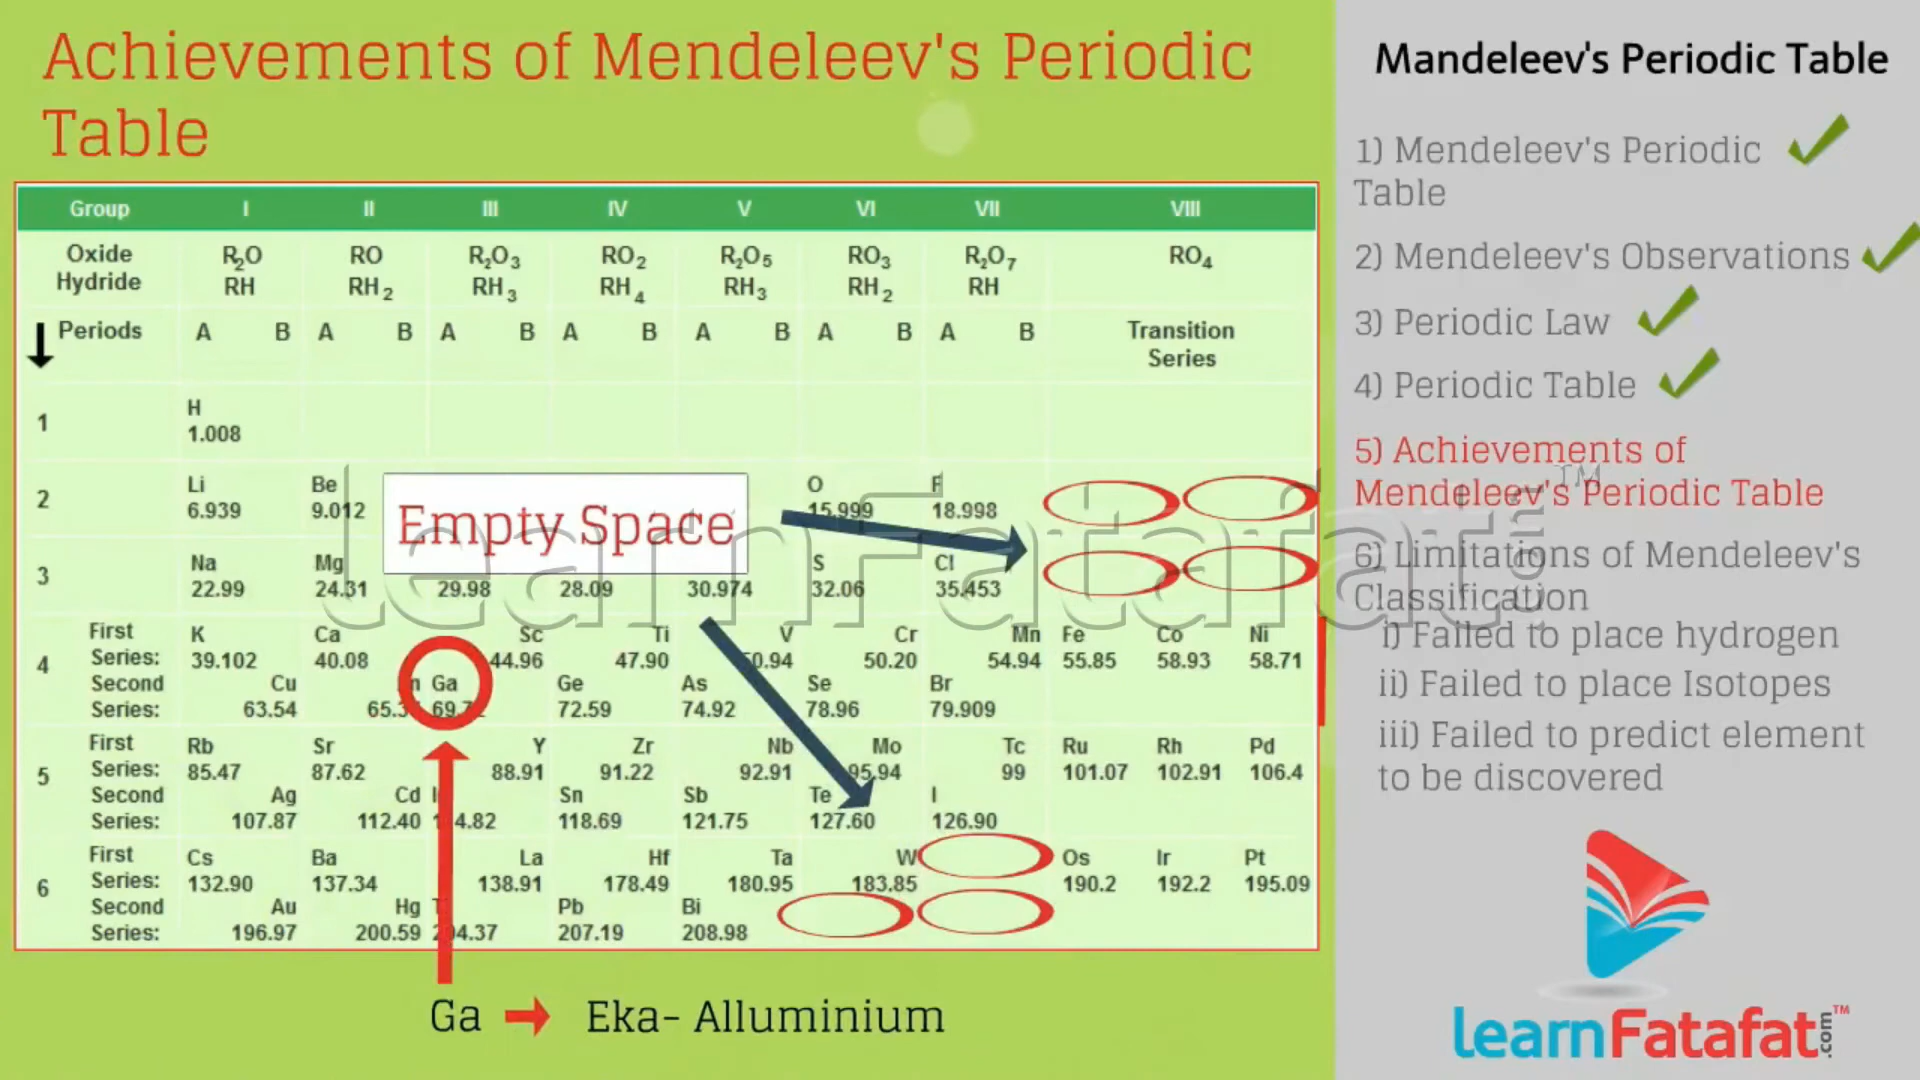 Achievements of Mendeleev's Periodic
Table
Group I II III IV V VI VII VIII
Oxide R₂O RO R₂O₃ RO₂ R₂O₅ RO₃ R₂O₇ RO₄
Hydride RH RH₂ RH₃ RH₄ RH₃ RH₂ RH
Periods A B A B A B A B A B A B A B Transition
Series
1 H
1.008
2 Li Be O F
6.939 9.012 15.999 18.998
Empty Space
3 Na Mg S Cl
22.99 24.31 29.98 28.09 30.974 32.06 35.453
4 First K Ca Sc Ti V Cr Mn Fe Co Ni
Series: 39.102 40.08 44.96 47.90 50.20 54.94 55.85 58.93 58.71
Second Cu Ga Ge As Se Br
Series: 63.54 72.59 74.92 78.96 79.909
5 First Rb Sr Y Zr Nb Mo Tc Ru Rh Pd
Series: 85.47 87.62 88.91 91.22 92.91 95.94 99 101.07 102.91 106.4
Second Ag Cd Sn Sb Te I
Series: 107.87 112.40 118.69 121.75 127.60 126.90
6 First Cs Ba La Hf Ta W Os Ir Pt
Series: 132.90 137.34 138.91 178.49 180.95 183.85 190.2 192.2 195.09
Second Au Hg Pb Bi
Series: 196.97 200.59 207.19 208.98
Ga Eka- Alluminium
Mandeleev's Periodic Table
1) Mendeleev's Periodic
Table
2) Mendeleev's Observations
3) Periodic Law
4) Periodic Table
5) Achievements of
Mendeleev's Periodic Table
6) Limitations of Mendeleev's
Classification
i) Failed to place hydrogen
ii) Failed to place Isotopes
iii) Failed to predict element
to be discovered
learnFatafat.com™
learnFatafat.com™